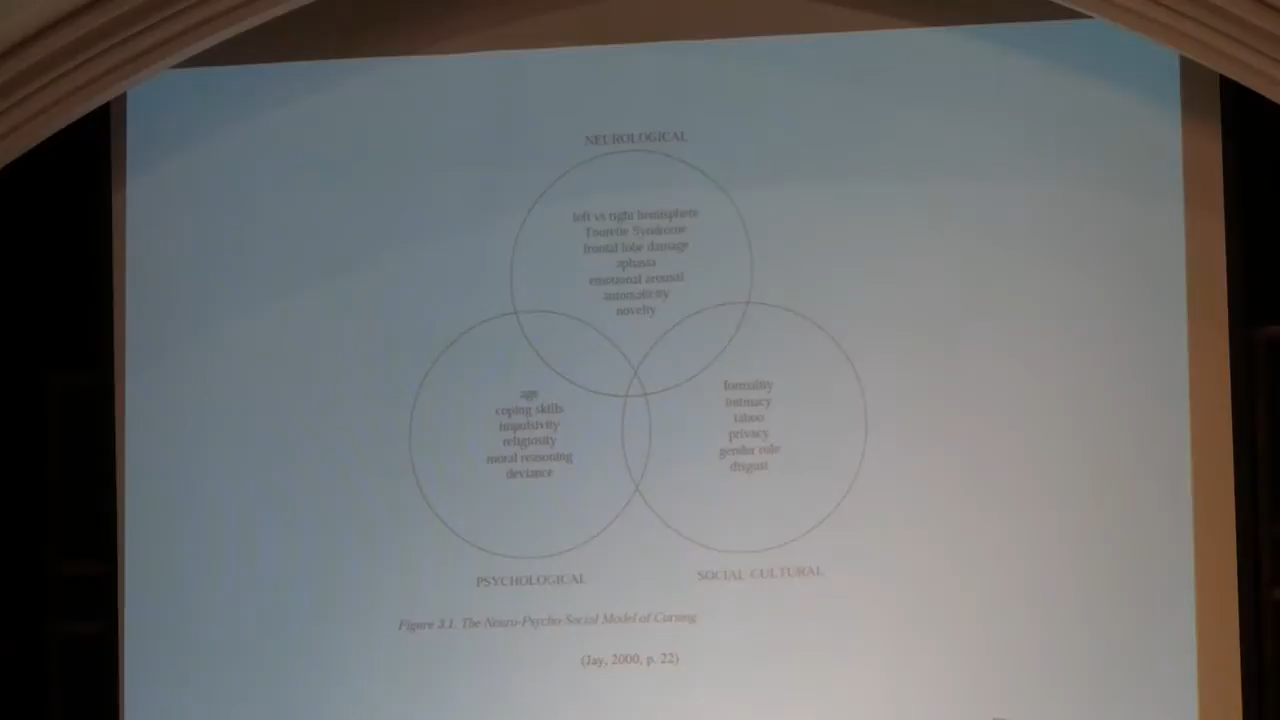 NEUROLOGICAL
left vs right hemisphere
Tourette Syndrome
frontal lobe damage
aphasia
emotional arousal
automaticity
novelty
age
coping skills
impulsivity
religiosity
moral reasoning
deviance
formality
intimacy
taboo
privacy
gender role
disgust
PSYCHOLOGICAL
SOCIAL CULTURAL
Figure 3.1. The Neuro-Psycho-Social Model of Cursing
(Jay, 2000, p. 22)